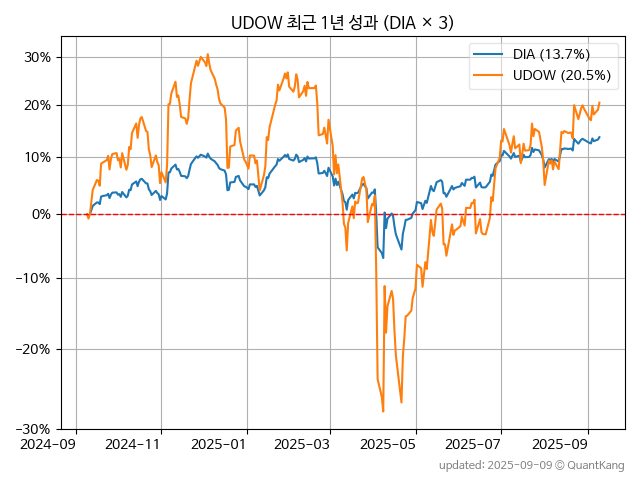 UDOW 최근 1년 성과 (DIA × 3)
DIA (13.7%)
UDOW (20.5%)
30%
20%
10%
0%
−10%
−20%
−30%
2024-09 2024-11 2025-01 2025-03 2025-05 2025-07 2025-09
updated: 2025-09-09 © QuantKang